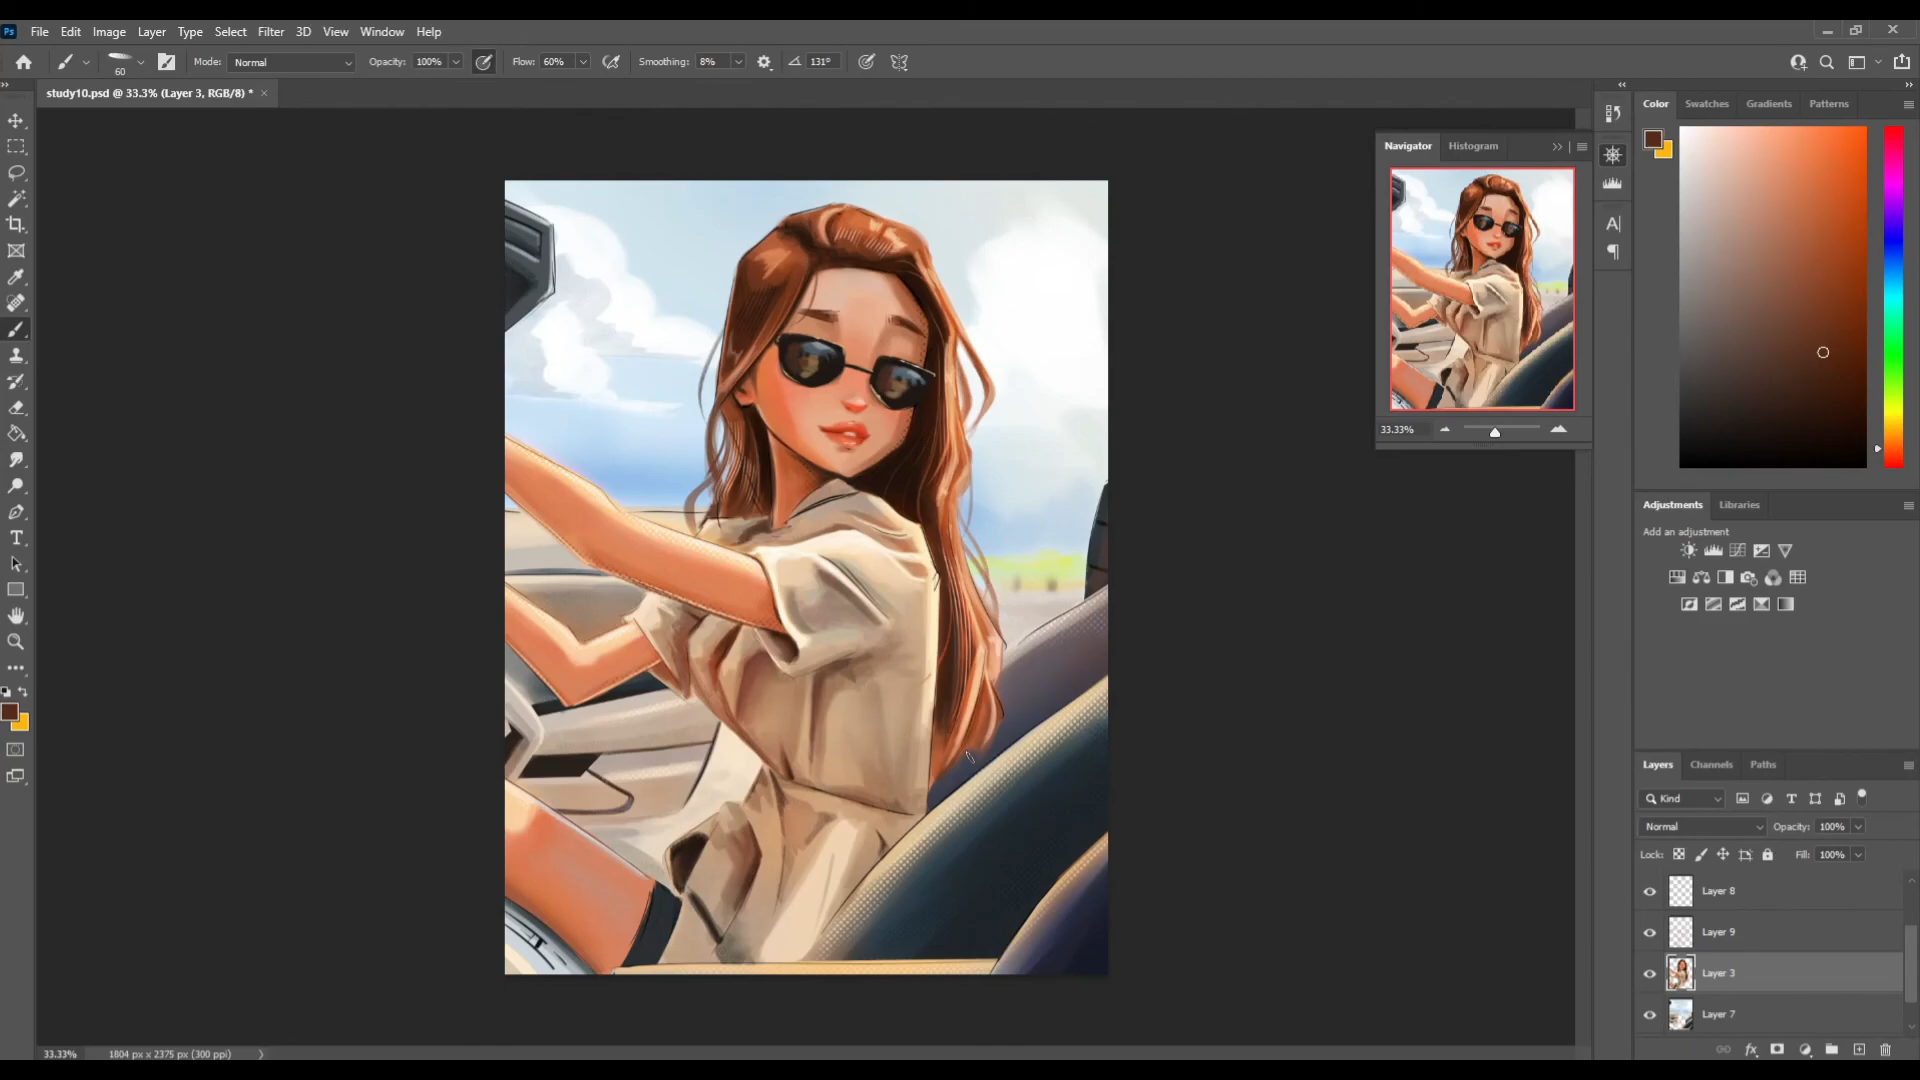 Ps File Edit Image Layer Type Select Filter 3D View Window Help
60 Mode: Normal Opacity: 100% Flow: 60% Smoothing: 8% 131°
study10.psd @ 33.3% (Layer 3, RGB/8) *
Color Swatches Gradients Patterns
Navigator Histogram
33.33%
Adjustments Libraries
Add an adjustment
Layers Channels Paths
Kind
Normal Opacity: 100%
Lock: Fill: 100%
Layer 8
Layer 9
Layer 3
Layer 7
33.33% 1804 px x 2375 px (300 ppi)